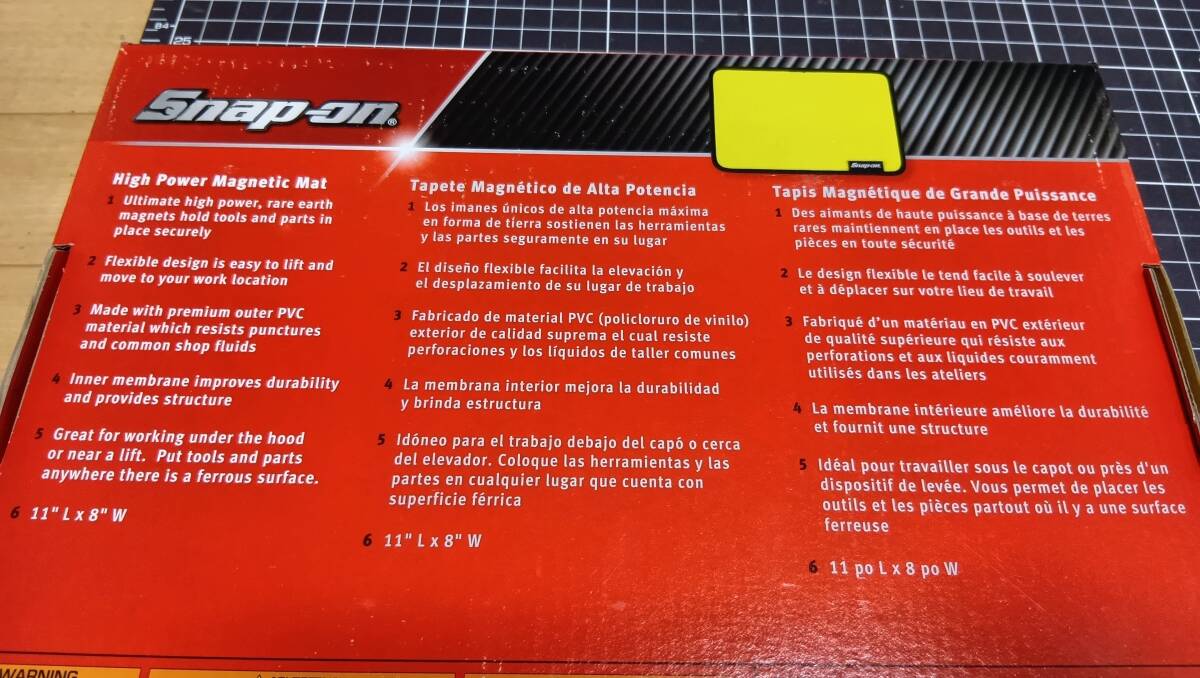 84
25
Snap-on®
Snap-on
High Power Magnetic Mat
1 Ultimate high power, rare earth
magnets hold tools and parts in
place securely
2 Flexible design is easy to lift and
move to your work location
3 Made with premium outer PVC
material which resists punctures
and common shop fluids
4 Inner membrane improves durability
and provides structure
5 Great for working under the hood
or near a lift. Put tools and parts
anywhere there is a ferrous surface.
6 11" L x 8" W
Tapete Magnético de Alta Potencia
1 Los imanes únicos de alta potencia máxima
en forma de tierra sostienen las herramientas
y las partes seguramente en su lugar
2 El diseño flexible facilita la elevación y
el desplazamiento de su lugar de trabajo
3 Fabricado de material PVC (policloruro de vinilo)
exterior de calidad suprema el cual resiste
perforaciones y los líquidos de taller comunes
4 La membrana interior mejora la durabilidad
y brinda estructura
5 Idóneo para el trabajo debajo del capó o cerca
del elevador. Coloque las herramientas y las
partes en cualquier lugar que cuenta con
superficie férrica
6 11" L x 8" W
Tapis Magnétique de Grande Puissance
1 Des aimants de haute puissance à base de terres
rares maintiennent en place les outils et les
pièces en toute sécurité
2 Le design flexible le tend facile à soulever
et à déplacer sur votre lieu de travail
3 Fabriqué d'un matériau en PVC extérieur
de qualité supérieure qui résiste aux
perforations et aux liquides couramment
utilisés dans les ateliers
4 La membrane intérieure améliore la durabilité
et fournit une structure
5 Idéal pour travailler sous le capot ou près d'un
dispositif de levée. Vous permet de placer les
outils et les pièces partout où il y a une surface
ferreuse
6 11 po L x 8 po W
WARNING